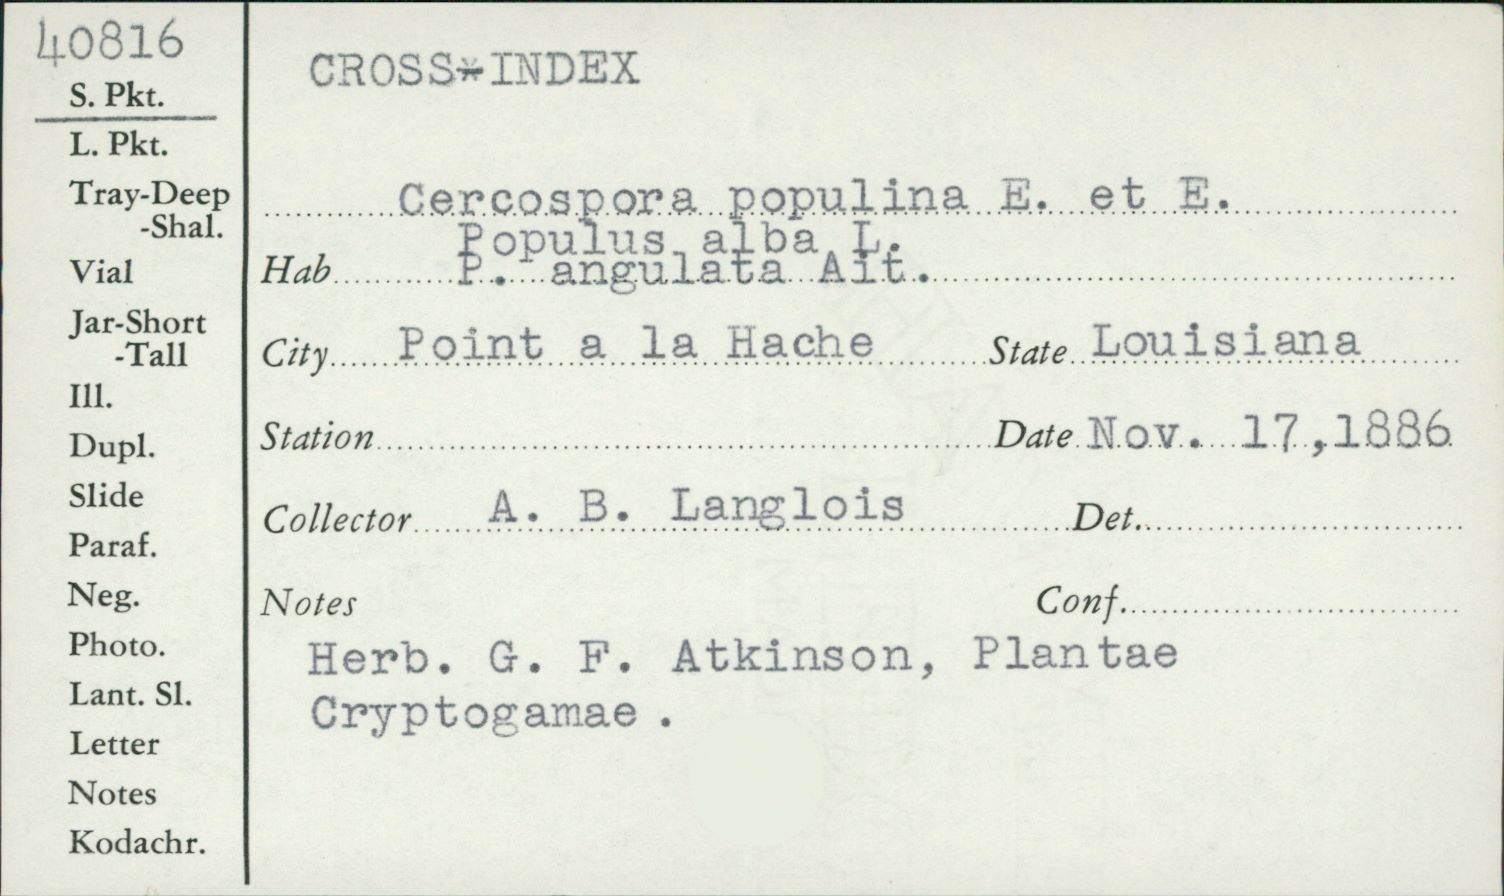 40816
S. Pkt.
L. Pkt.
Tray-Deep
-Shal.
Vial
Jar-Short
-Tall
Ill.
Dupl.
Slide
Paraf.
Neg.
Photo.
Lant. Sl.
Letter
Notes
Kodachr.
CROSS*INDEX
Cercospora populina E. et E.
Populus alba L.
Hab P. angulata Ait.
City Point a la Hache State Louisiana
Station Date Nov. 17,1886
Collector A. B. Langlois Det.
Notes Conf.
Herb. G. F. Atkinson, Plantae
Cryptogamae.